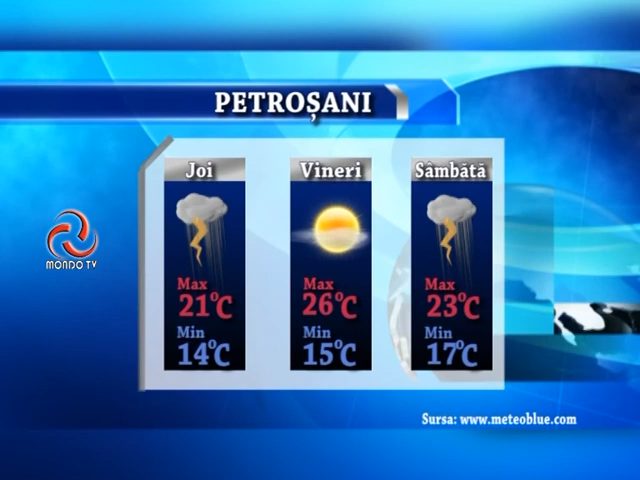 PETROȘANI
Joi
Max
21°C
Min
14°C
Vineri
Max
26°C
Min
15°C
Sâmbătă
Max
23°C
Min
17°C
MONDO TV
Sursa: www.meteoblue.com